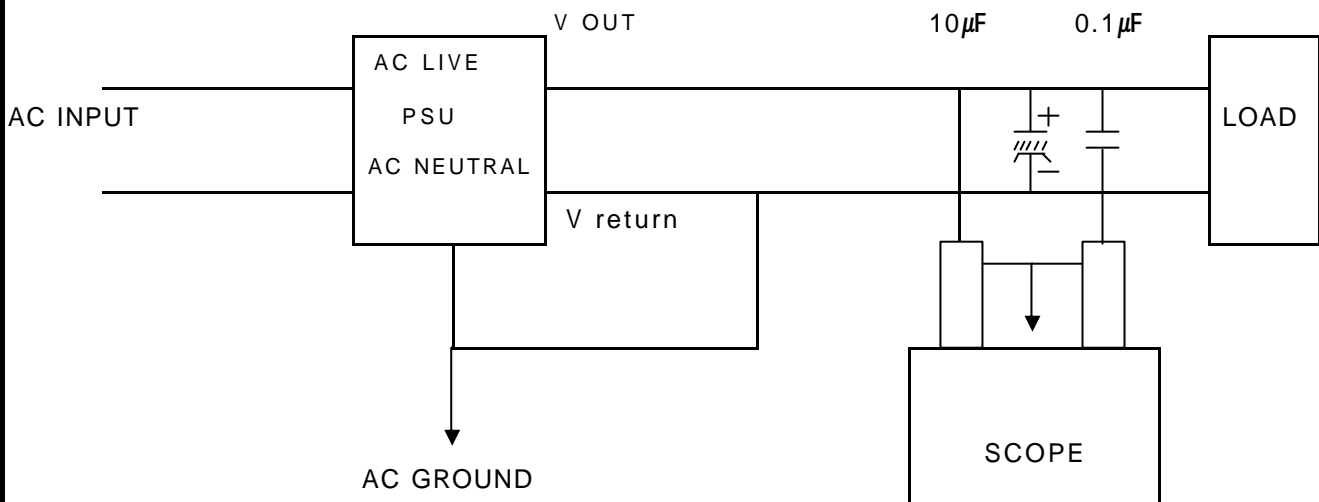 V OUT 10μF 0.1μF
AC LIVE
AC INPUT PSU + LOAD
AC NEUTRAL
−
V return
SCOPE
AC GROUND